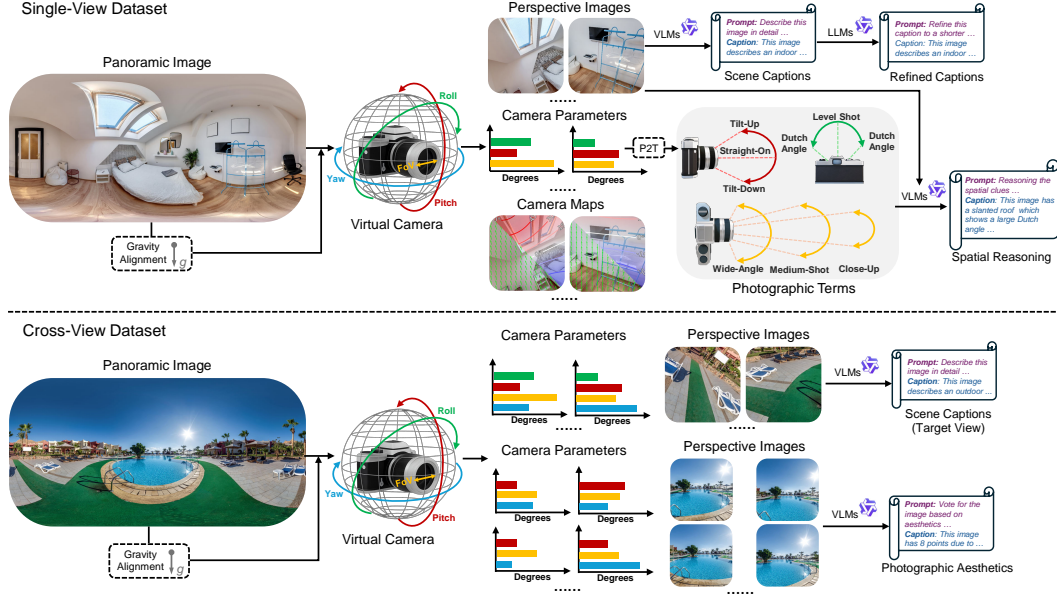 Single-View Dataset
Panoramic Image
Roll
FoV
Yaw
Pitch
Virtual Camera
Gravity
Alignment
g
Perspective Images
......
Camera Parameters
Degrees
Degrees
......
Camera Maps
......
VLMs
Prompt: Describe this
image in detail ...
Caption: This image
describes an indoor ...
Scene Captions
LLMs
Prompt: Refine this
caption to a shorter ...
Caption: This image
describes an indoor ...
Refined Captions
P2T
Tilt-Up
Straight-On
Tilt-Down
Level Shot
Dutch
Angle
Dutch
Angle
Wide-Angle
Medium-Shot
Close-Up
Photographic Terms
VLMs
Prompt: Reasoning the
spatial clues ...
Caption: This image has
a slanted roof which
shows a large Dutch
angle ...
Spatial Reasoning
Cross-View Dataset
Panoramic Image
Roll
FoV
Yaw
Pitch
Virtual Camera
Gravity
Alignment
g
Camera Parameters
Degrees
Degrees
......
Perspective Images
......
VLMs
Prompt: Describe this
image in detail ...
Caption: This image
describes an outdoor ...
Scene Captions
(Target View)
Camera Parameters
Degrees
Degrees
......
Perspective Images
......
VLMs
Prompt: Vote for the
image based on
aesthetics ...
Caption: This image
has 8 points due to ...
Photographic Aesthetics